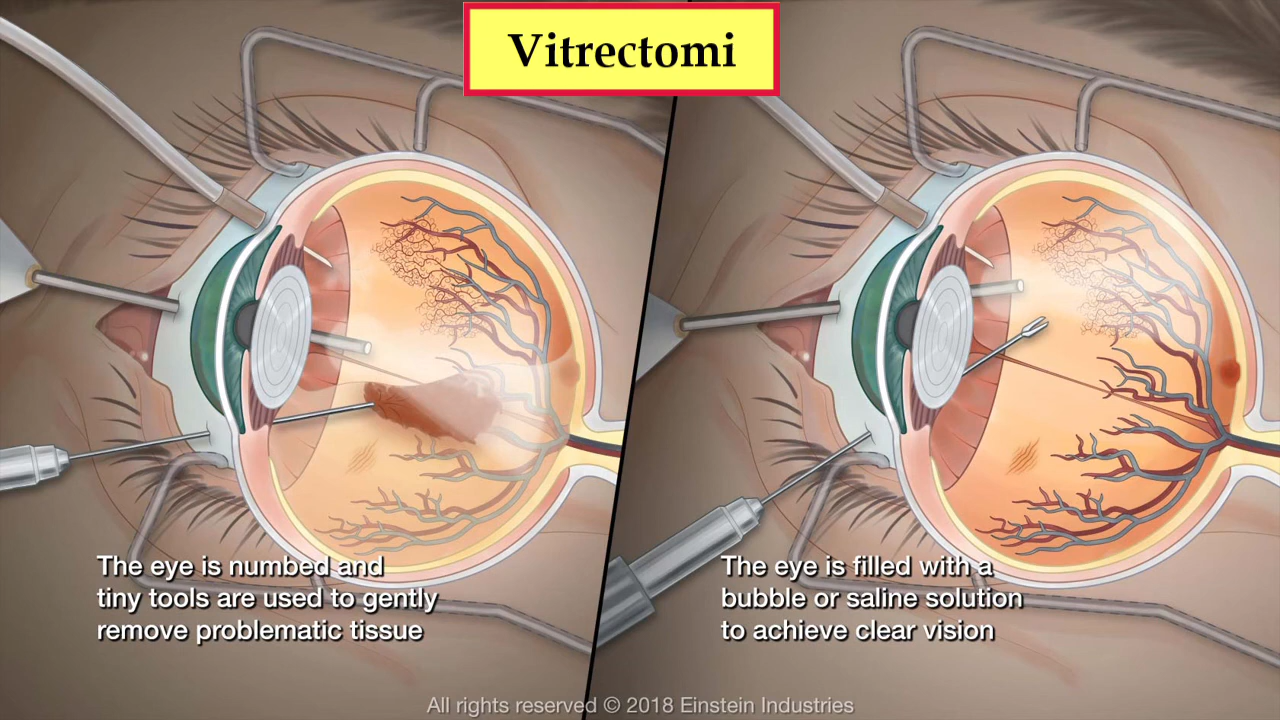 Vitrectomi
The eye is numbed and
tiny tools are used to gently
remove problematic tissue
The eye is filled with a
bubble or saline solution
to achieve clear vision
All rights reserved © 2018 Einstein Industries